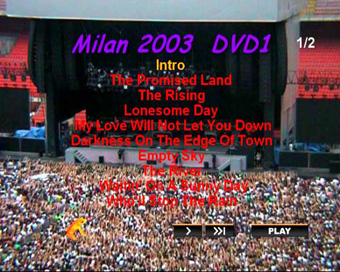 Milan 2003 DVD1
1/2
Intro
The Promised Land
The Rising
Lonesome Day
My Love Will Not Let You Down
Darkness On The Edge Of Town
Empty Sky
The River
Waitin' On A Sunny Day
Who'll Stop The Rain
PLAY